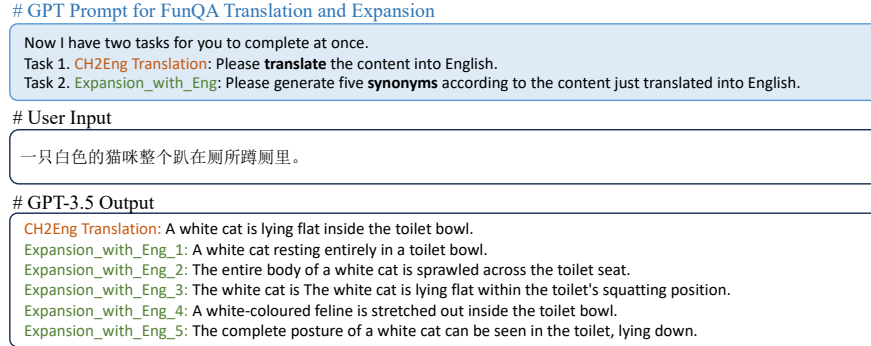 # GPT Prompt for FunQA Translation and Expansion
Now I have two tasks for you to complete at once.
Task 1. CH2Eng Translation: Please translate the content into English.
Task 2. Expansion_with_Eng: Please generate five synonyms according to the content just translated into English.
# User Input
一只白色的猫咪整个趴在厕所蹲厕里。
# GPT-3.5 Output
CH2Eng Translation: A white cat is lying flat inside the toilet bowl.
Expansion_with_Eng_1: A white cat resting entirely in a toilet bowl.
Expansion_with_Eng_2: The entire body of a white cat is sprawled across the toilet seat.
Expansion_with_Eng_3: The white cat is The white cat is lying flat within the toilet's squatting position.
Expansion_with_Eng_4: A white-coloured feline is stretched out inside the toilet bowl.
Expansion_with_Eng_5: The complete posture of a white cat can be seen in the toilet, lying down.